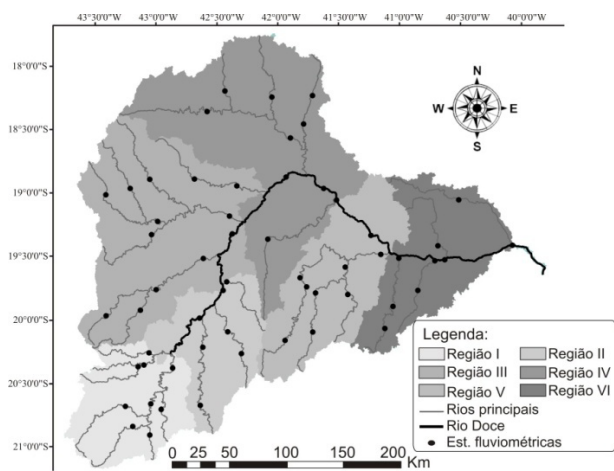 43°30'0"S 43°0'0"S 42°30'0"S 42°0'0"S 41°30'0"S 41°0'0"S 40°30'0"S 40°0'0"S
18°0'0"S
18°30'0"S
19°0'0"S
19°30'0"S
20°0'0"S
20°30'0"S
21°0'0"S
N
W E
S
Legenda:
Região I Região II
Região III Região IV
Região V Região VI
Rios principais
Rio Doce
Est. fluviométricas
0 25 50 100 150 200
Km